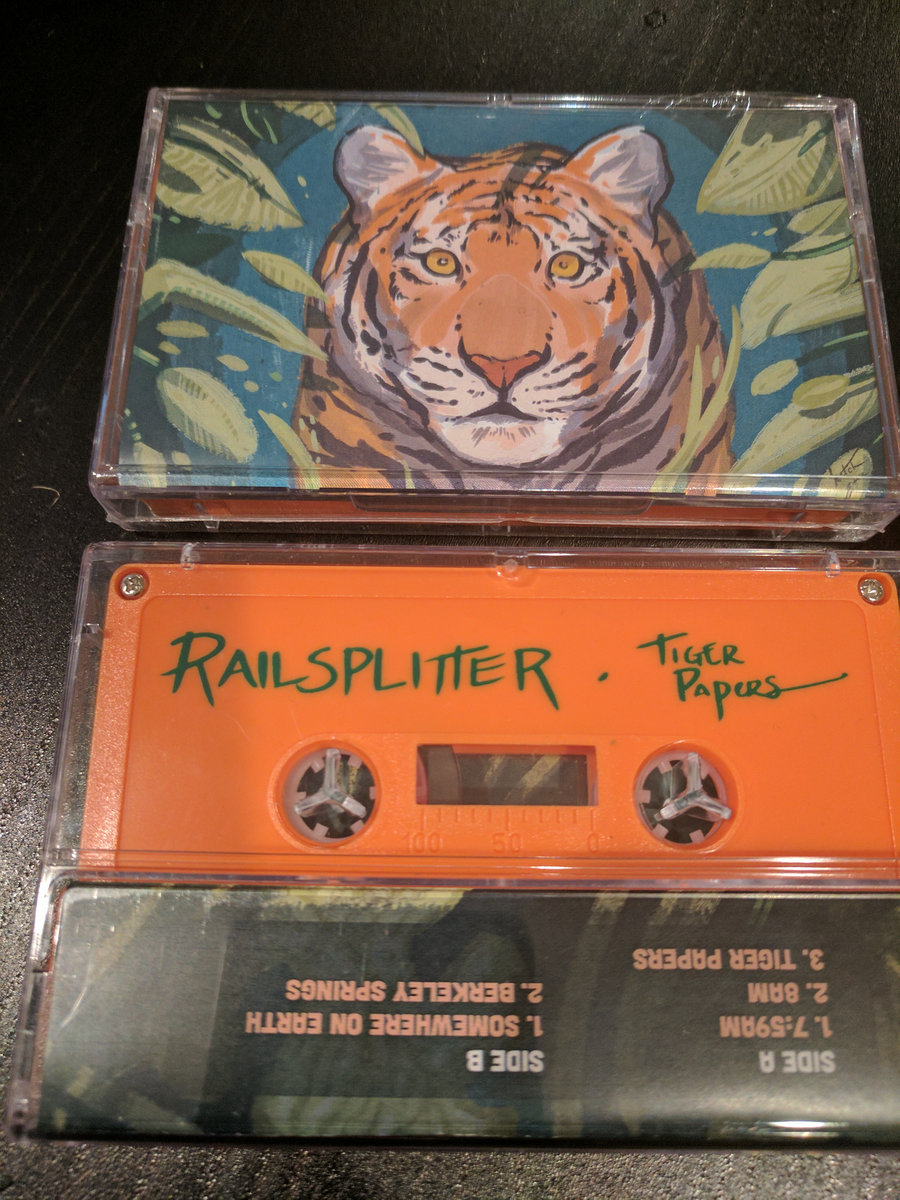 RAILSPLITTER . TIGER PAPERS
100 50 0
SIDE A
1. 7:59AM
2. 8AM
3. TIGER PAPERS
SIDE B
1. SOMEWHERE ON EARTH
2. BERKELEY SPRINGS